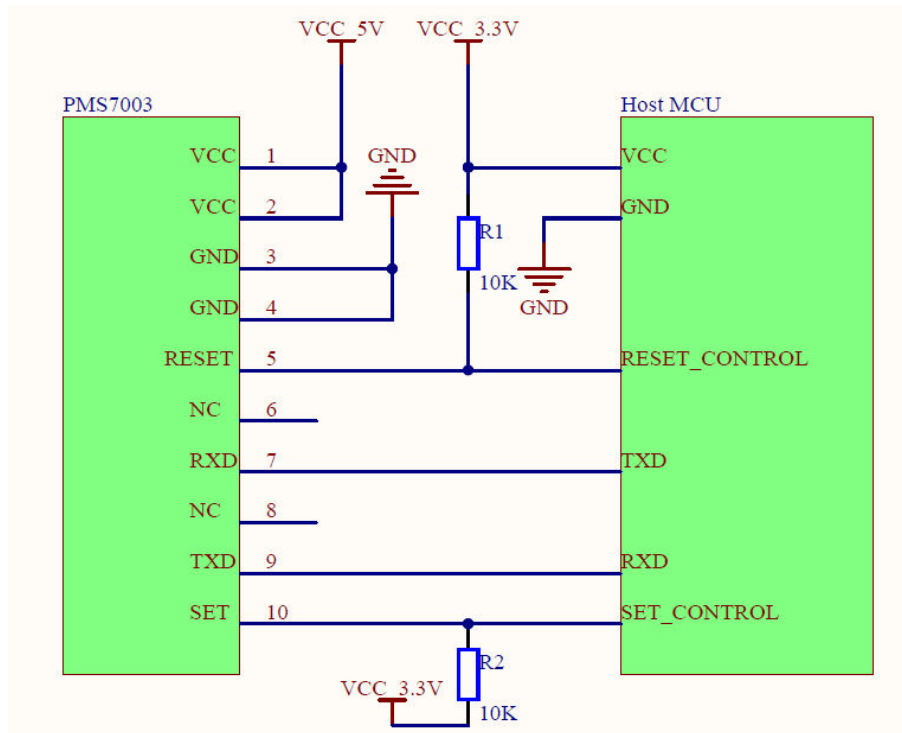 VCC_5V VCC_3.3V
PMS7003 Host MCU
VCC 1 GND VCC
VCC 2 GND
R1
GND 3
10K
GND 4 GND
RESET 5 RESET_CONTROL
NC 6
RXD 7 TXD
NC 8
TXD 9 RXD
SET 10 SET_CONTROL
R2
VCC_3.3V
10K